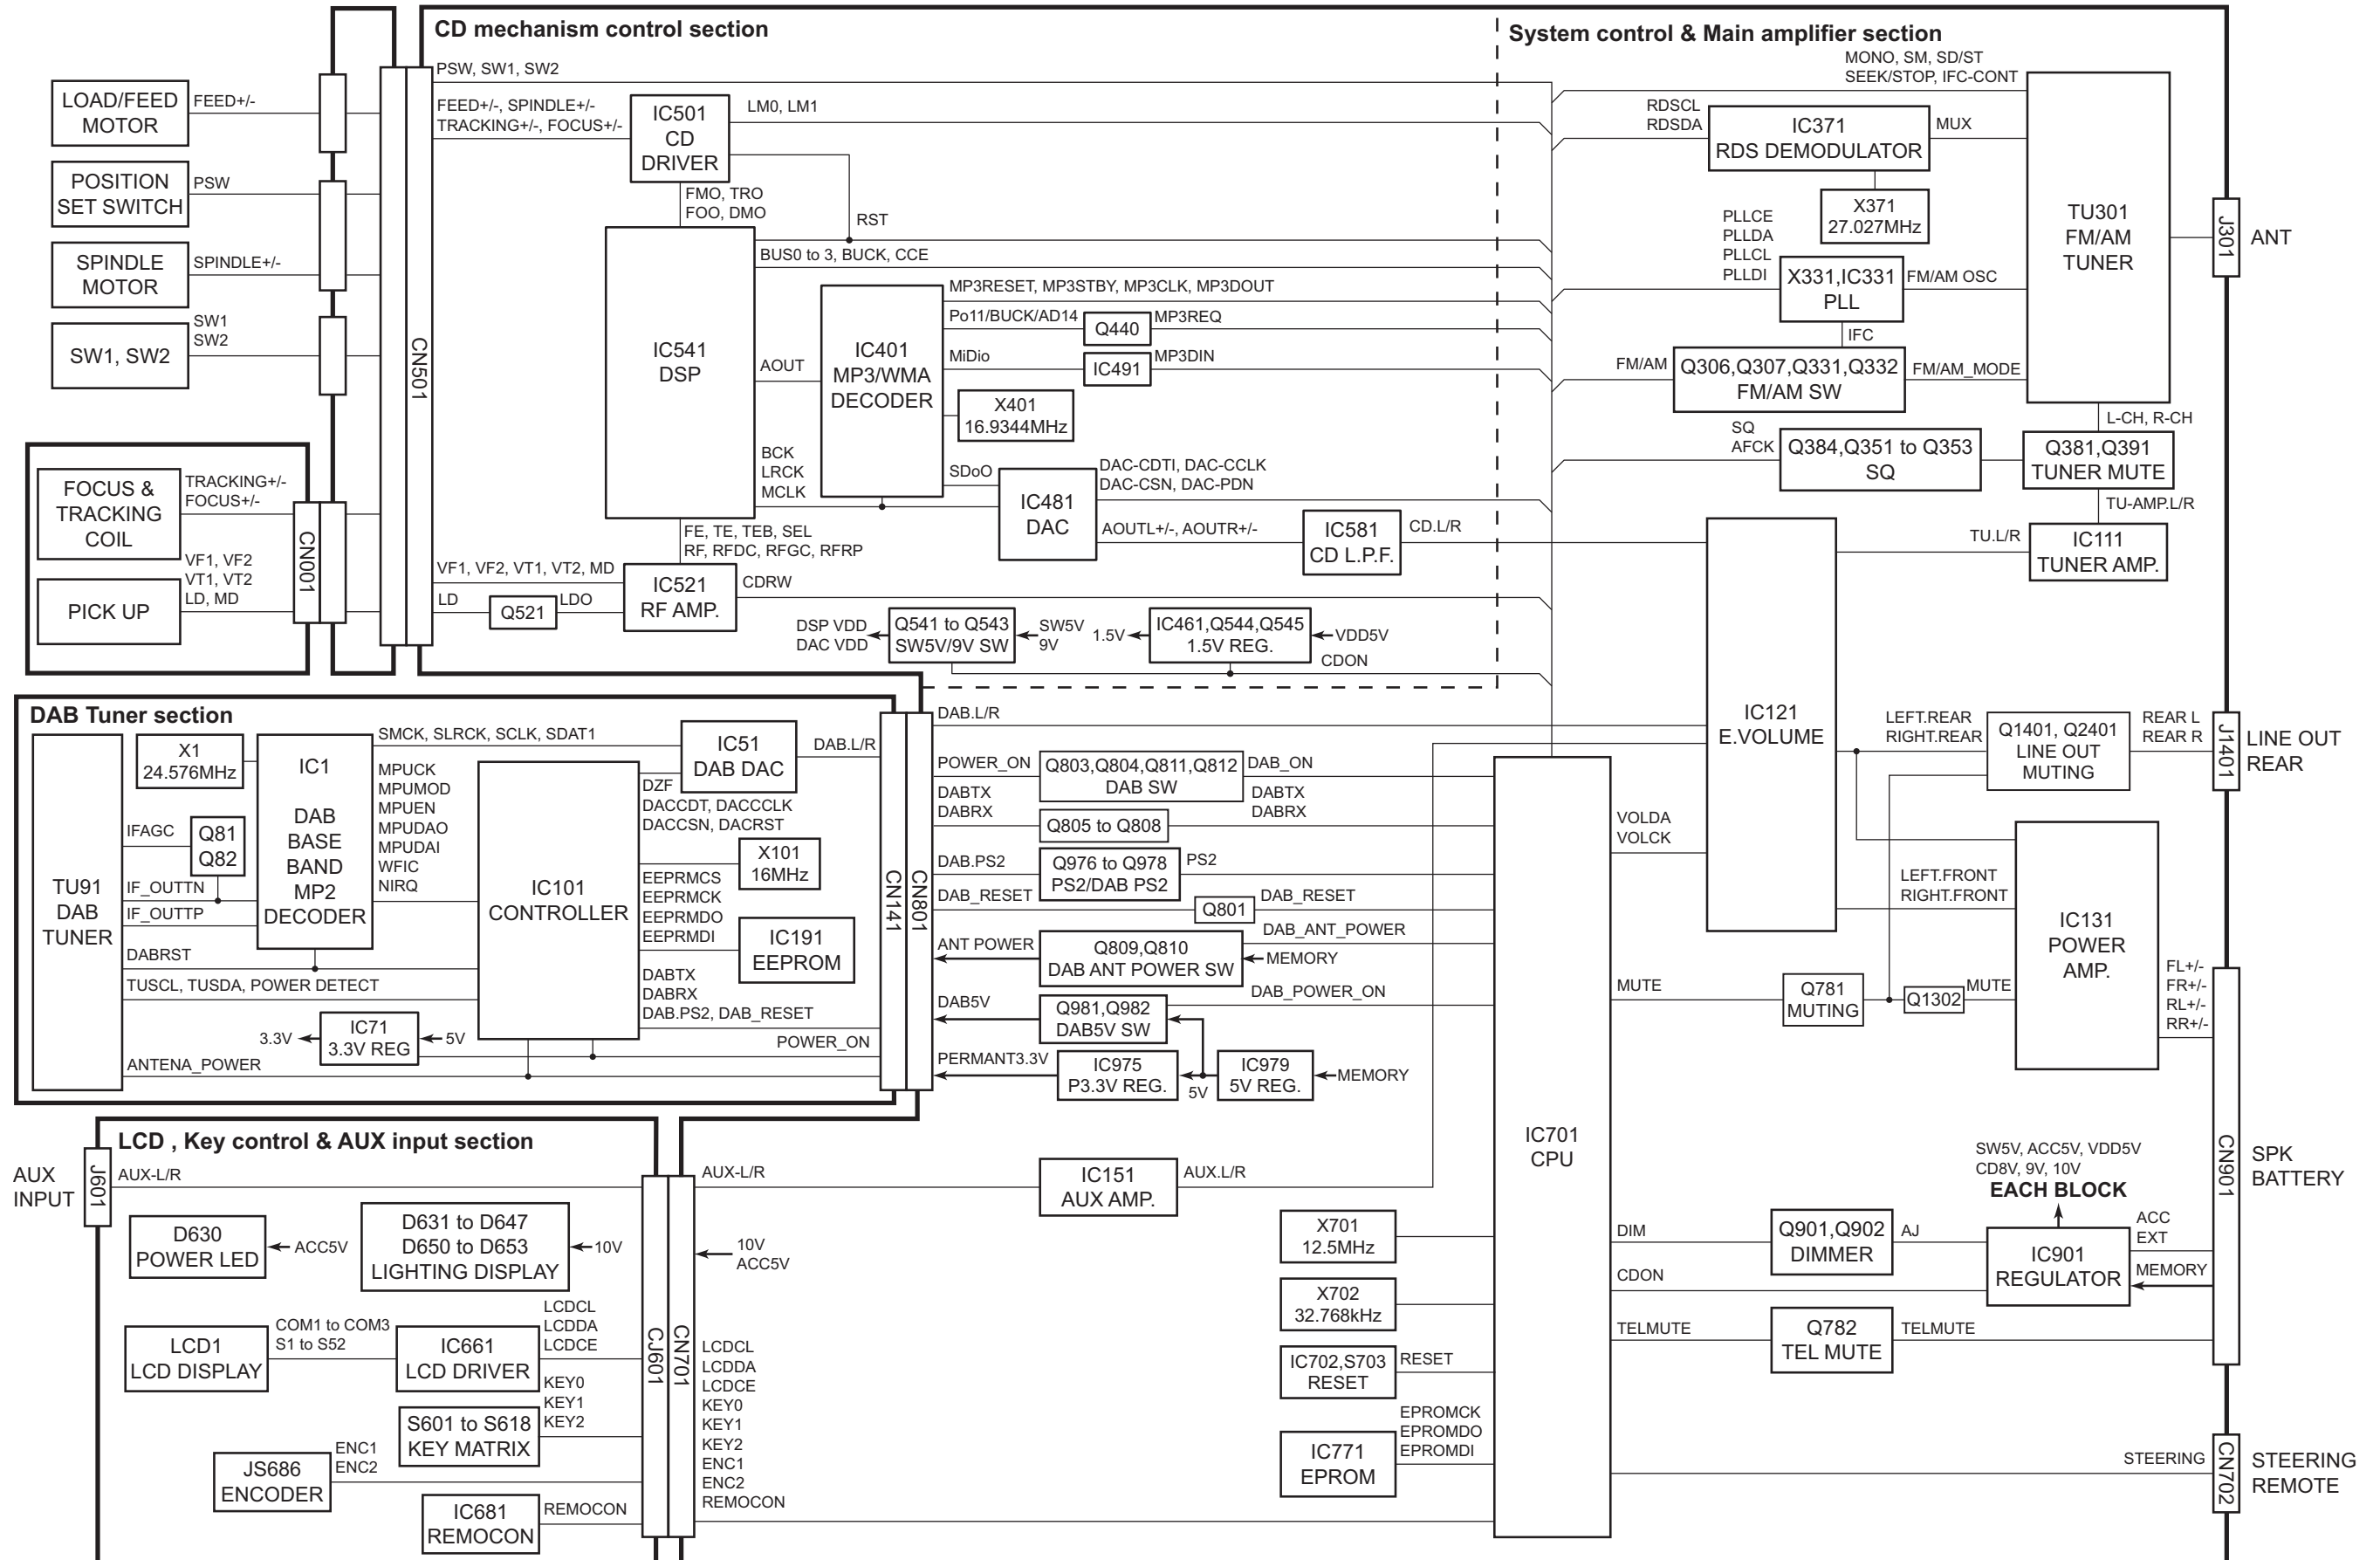 CD mechanism control section
System control & Main amplifier section
PSW, SW1, SW2
MONO, SM, SD/ST
SEEK/STOP, IFC-CONT
LOAD/FEED
MOTOR
FEED+/-
FEED+/-, SPINDLE+/-
TRACKING+/-, FOCUS+/-
IC501
CD
DRIVER
LM0, LM1
RDSCL
RDSDA
IC371
RDS DEMODULATOR
MUX
POSITION
SET SWITCH
PSW
FMO, TRO
FOO, DMO
RST
X371
27.027MHz
TU301
FM/AM
TUNER
J301
ANT
SPINDLE
MOTOR
SPINDLE+/-
BUS0 to 3, BUCK, CCE
PLLCE
PLLDA
PLLCL
PLLDI
X331,IC331
PLL
FM/AM OSC
IFC
SW1, SW2
SW1
SW2
CN501
IC541
DSP
AOUT
IC401
MP3/WMA
DECODER
MP3RESET, MP3STBY, MP3CLK, MP3DOUT
Po11/BUCK/AD14
Q440
MP3REQ
MiDio
IC491
MP3DIN
X401
16.9344MHz
FM/AM
Q306,Q307,Q331,Q332
FM/AM SW
FM/AM_MODE
L-CH, R-CH
SQ
AFCK
Q384,Q351 to Q353
SQ
Q381,Q391
TUNER MUTE
TU-AMP.L/R
FOCUS &
TRACKING
COIL
TRACKING+/-
FOCUS+/-
CN001
BCK
LRCK
MCLK
SDoO
IC481
DAC
DAC-CDTI, DAC-CCLK
DAC-CSN, DAC-PDN
AOUTL+/-, AOUTR+/-
IC581
CD L.P.F.
CD.L/R
TU.L/R
IC111
TUNER AMP.
PICK UP
VF1, VF2
VT1, VT2
LD, MD
FE, TE, TEB, SEL
RF, RFDC, RFGC, RFRP
VF1, VF2, VT1, VT2, MD
LD
Q521
LDO
IC521
RF AMP.
CDRW
DSP VDD
DAC VDD
Q541 to Q543
SW5V/9V SW
SW5V
9V
1.5V
IC461,Q544,Q545
1.5V REG.
VDD5V
CDON
DAB Tuner section
X1
24.576MHz
SMCK, SLRCK, SCLK, SDAT1
IC51
DAB DAC
DAB.L/R
DAB.L/R
IC1
DAB
BASE
BAND
MP2
DECODER
MPUCK
MPUMOD
MPUEN
MPUDAO
MPUDAI
WFIC
NIRQ
IFAGC
Q81
Q82
TU91
DAB
TUNER
IF_OUTTN
IF_OUTTP
DABRST
TUSCL, TUSDA, POWER DETECT
3.3V
IC71
3.3V REG
5V
ANTENA_POWER
IC101
CONTROLLER
DZF
DACCDT, DACCCLK
DACCSN, DACRST
X101
16MHz
EEPRMCS
EEPRMCK
EEPRMDO
EEPRMDI
IC191
EEPROM
DABTX
DABRX
DAB.PS2, DAB_RESET
POWER_ON
CN141
CN801
POWER_ON
Q803,Q804,Q811,Q812
DAB SW
DAB_ON
DABTX
DABRX
Q805 to Q808
DABTX
DABRX
DAB.PS2
Q976 to Q978
PS2/DAB PS2
PS2
DAB_RESET
Q801
DAB_RESET
ANT POWER
Q809,Q810
DAB ANT POWER SW
DAB_ANT_POWER
MEMORY
DAB5V
Q981,Q982
DAB5V SW
DAB_POWER_ON
PERMANT3.3V
IC975
P3.3V REG.
5V
IC979
5V REG.
MEMORY
IC701
CPU
VOLDA
VOLCK
IC121
E.VOLUME
LEFT.REAR
RIGHT.REAR
Q1401, Q2401
LINE OUT
MUTING
REAR L
REAR R
J1401
LINE OUT
REAR
LEFT.FRONT
RIGHT.FRONT
IC131
POWER
AMP.
MUTE
Q781
MUTING
Q1302
MUTE
FL+/-
FR+/-
RL+/-
RR+/-
CN901
SPK
BATTERY
LCD , Key control & AUX input section
AUX
INPUT
J601
AUX-L/R
AUX-L/R
IC151
AUX AMP.
AUX.L/R
D630
POWER LED
ACC5V
D631 to D647
D650 to D653
LIGHTING DISPLAY
10V
10V
ACC5V
LCD1
LCD DISPLAY
COM1 to COM3
S1 to S52
IC661
LCD DRIVER
LCDCL
LCDDA
LCDCE
KEY0
KEY1
KEY2
S601 to S618
KEY MATRIX
JS686
ENCODER
ENC1
ENC2
IC681
REMOCON
REMOCON
CJ601
CN701
LCDCL
LCDDA
LCDCE
KEY0
KEY1
KEY2
ENC1
ENC2
REMOCON
X701
12.5MHz
X702
32.768kHz
IC702,S703
RESET
RESET
IC771
EPROM
EPROMCK
EPROMDO
EPROMDI
SW5V, ACC5V, VDD5V
CD8V, 9V, 10V
EACH BLOCK
DIM
Q901,Q902
DIMMER
AJ
IC901
REGULATOR
ACC
EXT
MEMORY
CDON
TELMUTE
Q782
TEL MUTE
TELMUTE
STEERING
CN702
STEERING
REMOTE